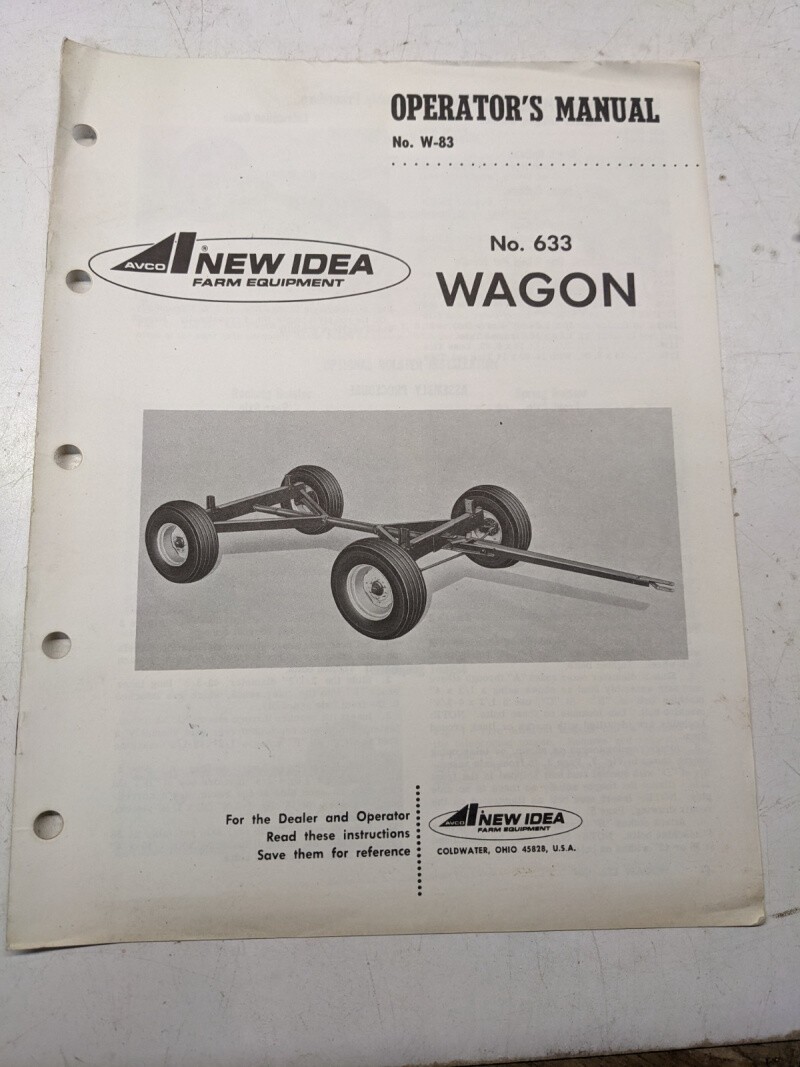 OPERATOR'S MANUAL
No. W-83
AVCO NEW IDEA ®
FARM EQUIPMENT
No. 633
WAGON
For the Dealer and Operator
Read these instructions
Save them for reference
AVCO NEW IDEA
FARM EQUIPMENT
COLDWATER, OHIO 45828, U.S.A.